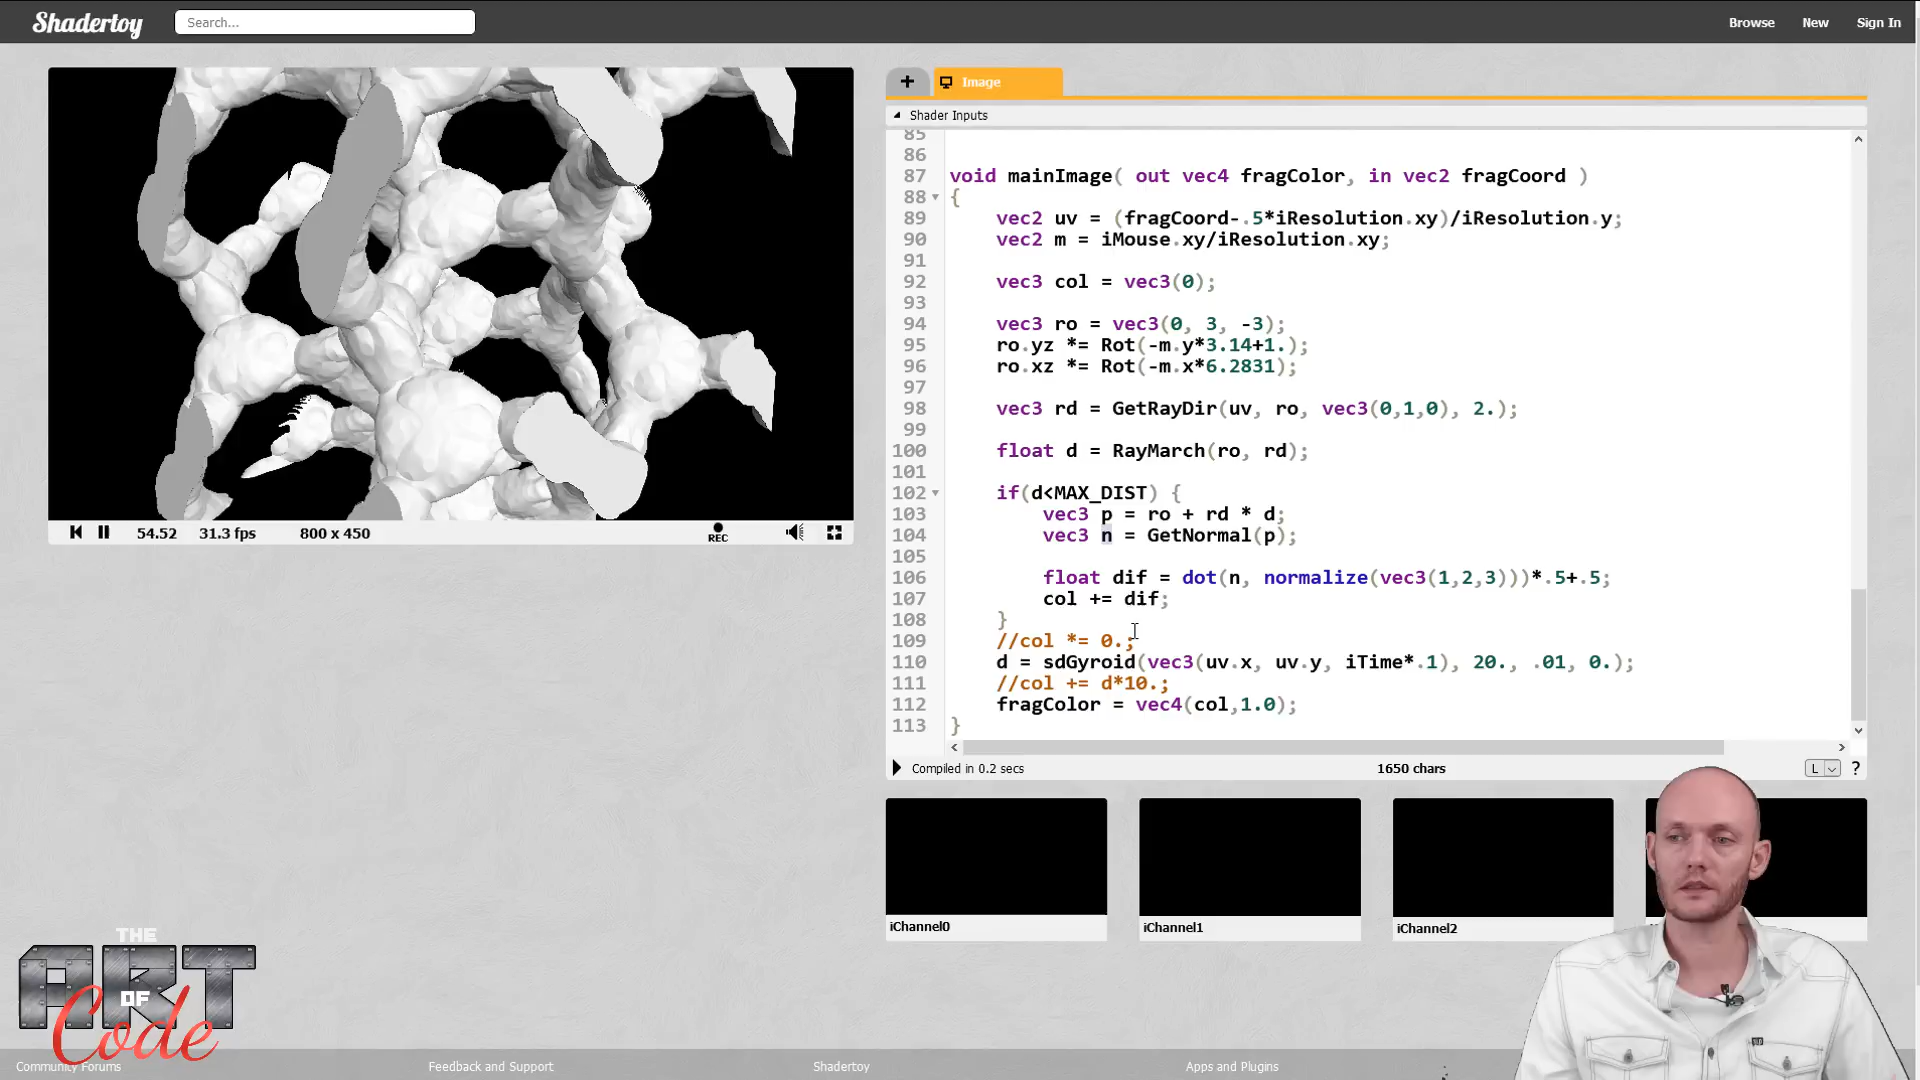 Shadertoy
Search...
Browse
New
Sign In
+
Image
Shader Inputs
85
86
87 void mainImage( out vec4 fragColor, in vec2 fragCoord )
88 {
89 vec2 uv = (fragCoord-.5*iResolution.xy)/iResolution.y;
90 vec2 m = iMouse.xy/iResolution.xy;
91
92 vec3 col = vec3(0);
93
94 vec3 ro = vec3(0, 3, -3);
95 ro.yz *= Rot(-m.y*3.14+1.);
96 ro.xz *= Rot(-m.x*6.2831);
97
98 vec3 rd = GetRayDir(uv, ro, vec3(0,1,0), 2.);
99
100 float d = RayMarch(ro, rd);
101
102 if(d<MAX_DIST) {
103 vec3 p = ro + rd * d;
104 vec3 n = GetNormal(p);
105
106 float dif = dot(n, normalize(vec3(1,2,3)))*.5+.5;
107 col += dif;
108 }
109 //col *= 0.;
110 d = sdGyroid(vec3(uv.x, uv.y, iTime*.1), 20., .01, 0.);
111 //col += d*10.;
112 fragColor = vec4(col,1.0);
113 }
54.52
31.3 fps
800 x 450
REC
Compiled in 0.2 secs
1650 chars
L
?
iChannel0
iChannel1
iChannel2
THE
ART
OF
Code
Community Forums
Feedback and Support
Shadertoy
Apps and Plugins